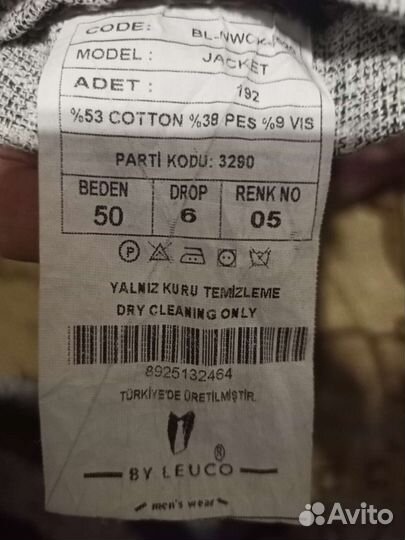 CODE:
MODEL: JACKET
ADET: 192
%53 COTTON %38 PES %9 VIS
PARTİ KODU: 3290
BEDEN DROP RENK NO
50 6 05
P
YALNIZ KURU TEMİZLEME
DRY CLEANING ONLY
8925132464
TÜRKİYE'DE ÜRETİLMİŞTİR.
®
BY LEUCO
men's wear
Avito